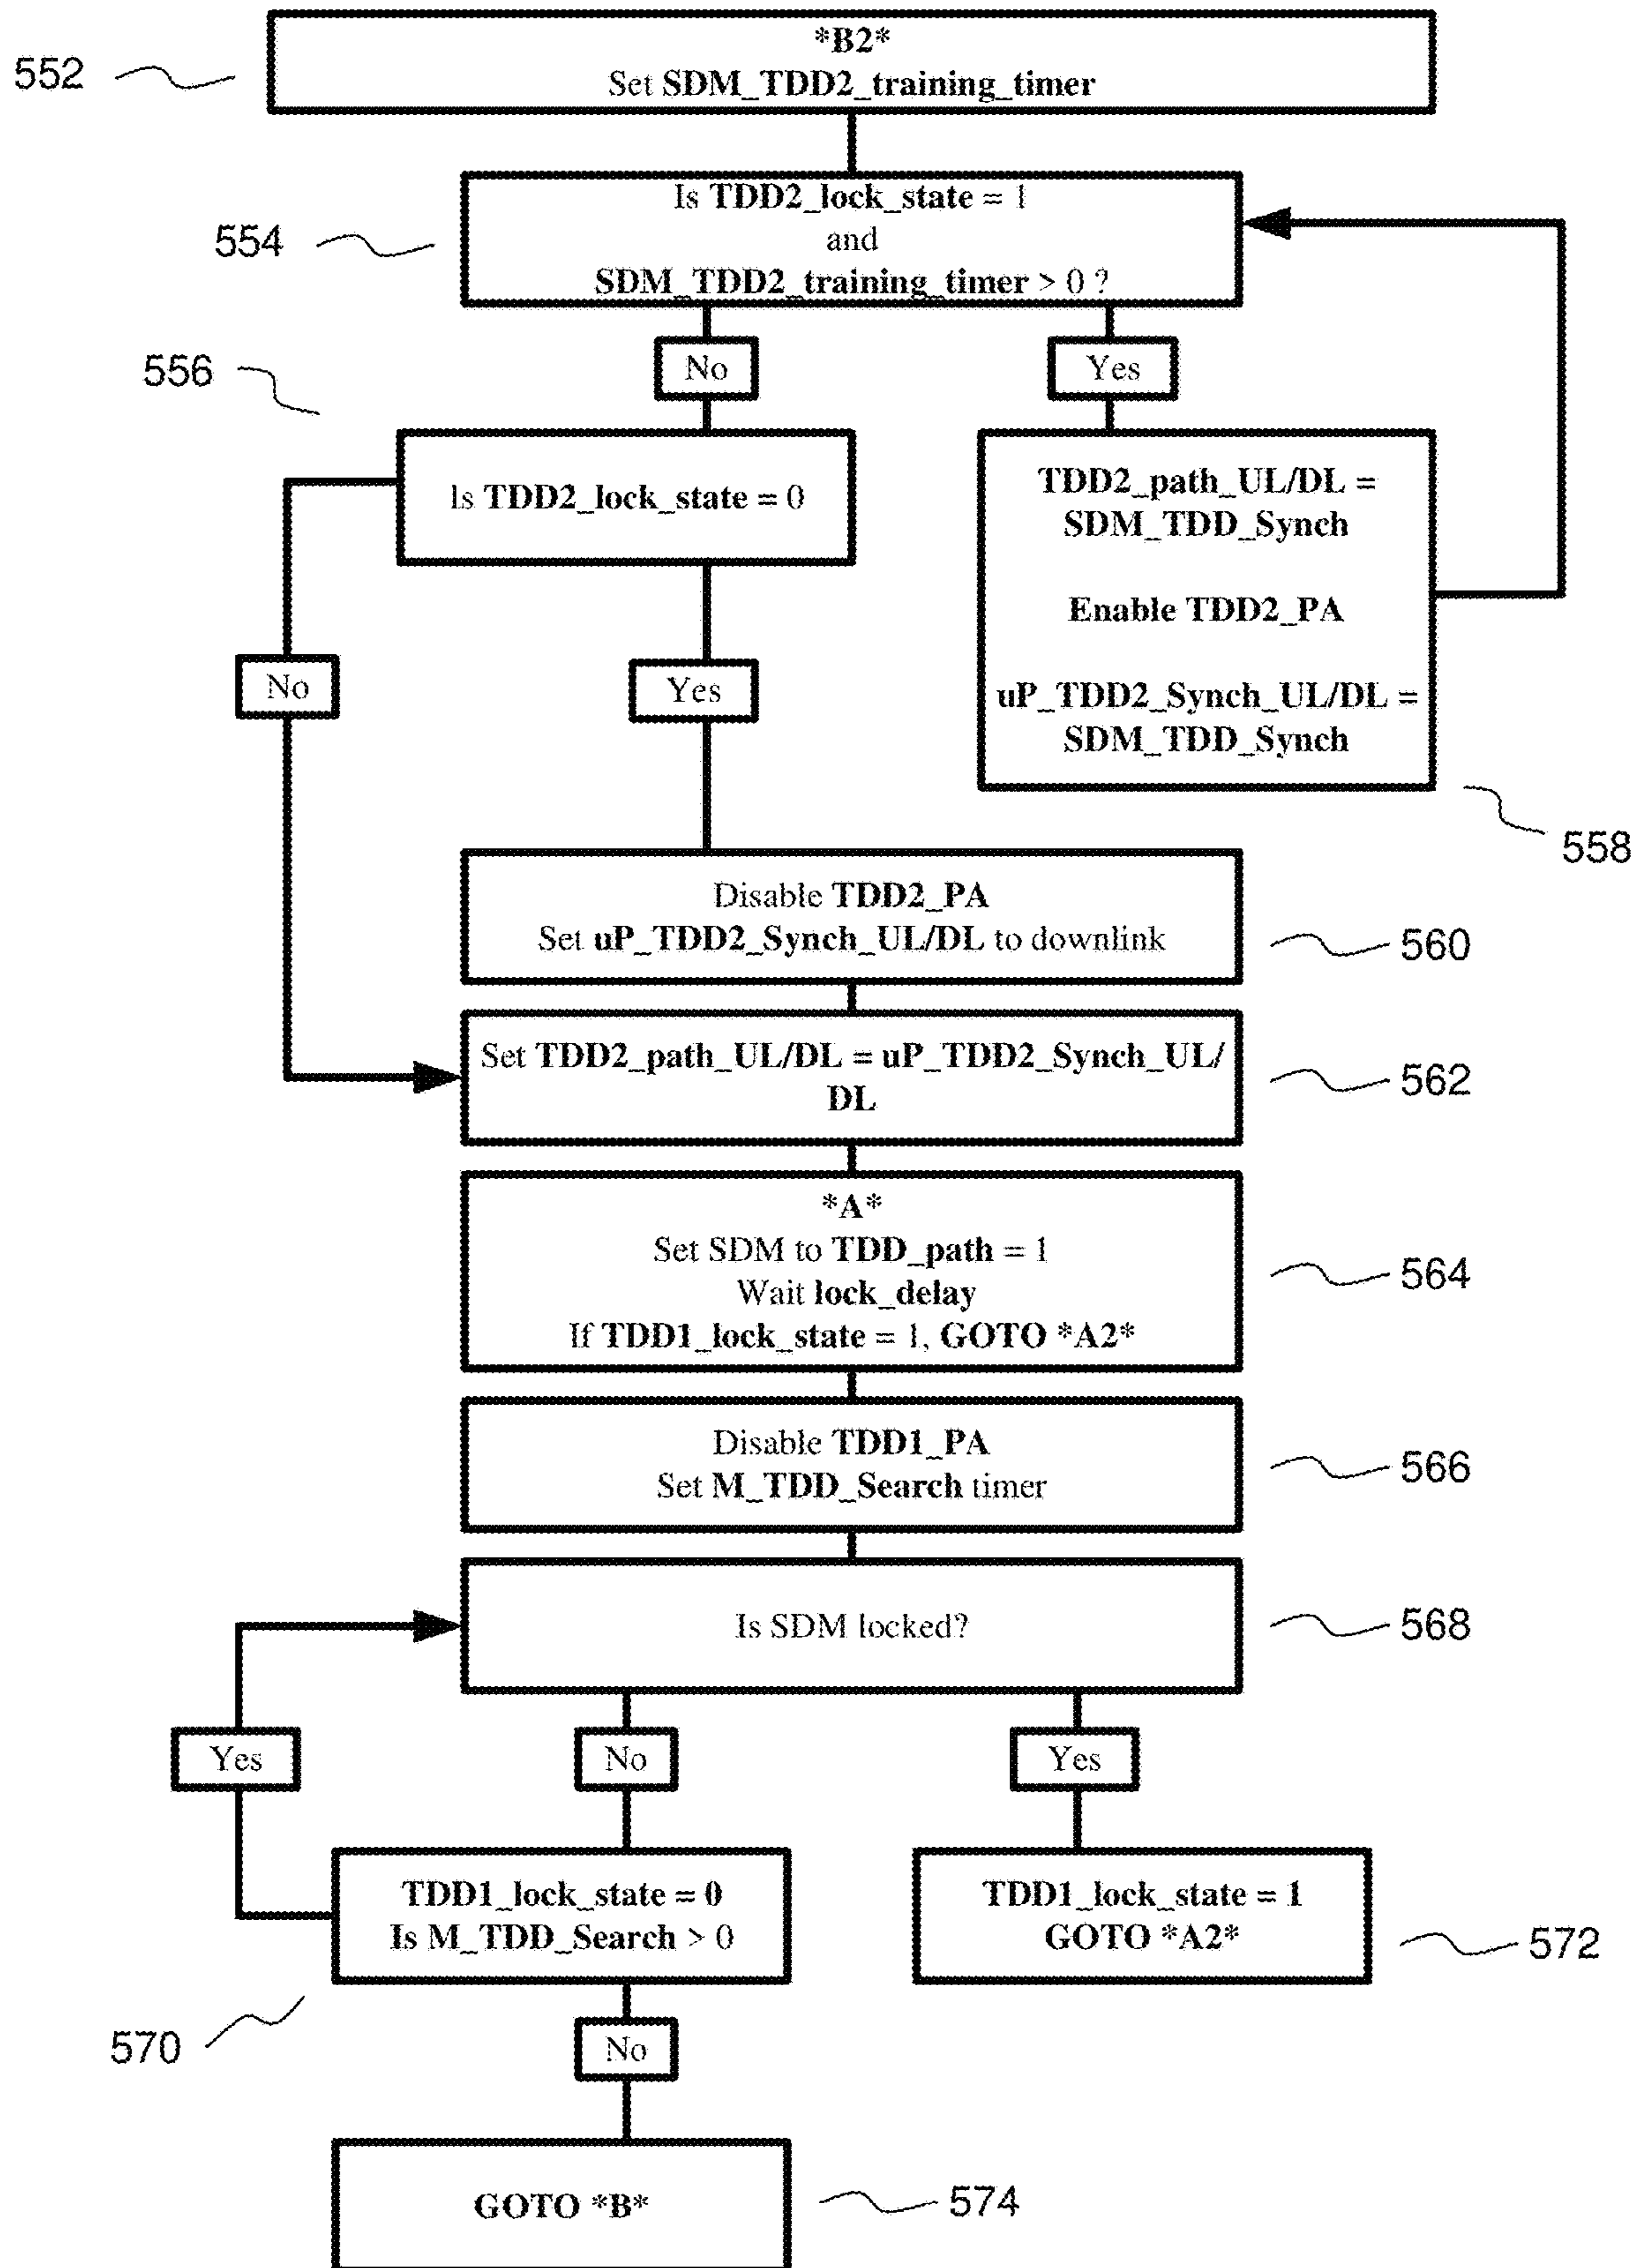 *B2*
552
Set SDM_TDD2_training_timer
Is TDD2_lock_state = 1
554
and
SDM_TDD2_training_timer > 0 ?
556
No
Yes
Is TDD2_lock_state = 0
TDD2_path_UL/DL =
SDM_TDD_Synch
Enable TDD2_PA
uP_TDD2_Synch_UL/DL =
SDM_TDD_Synch
No
Yes
558
Disable TDD2_PA
Set uP_TDD2_Synch_UL/DL to downlink
560
Set TDD2_path_UL/DL = uP_TDD2_Synch_UL/
DL
562
*A*
Set SDM to TDD_path = 1
Wait lock_delay
If TDD1_lock_state = 1, GOTO *A2*
564
Disable TDD1_PA
Set M_TDD_Search timer
566
Is SDM locked?
568
Yes
No
Yes
TDD1_lock_state = 0
Is M_TDD_Search > 0
TDD1_lock_state = 1
GOTO *A2*
572
570
No
GOTO *B*
574